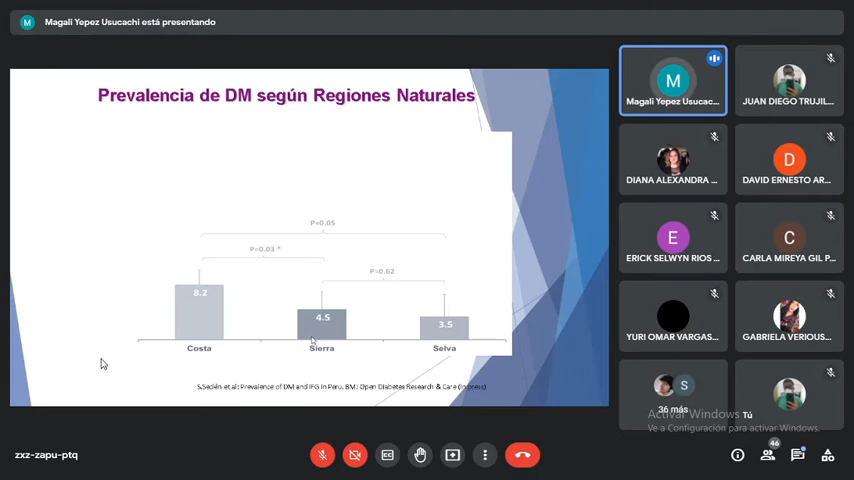 M Magali Yepez Usucachi está presentando
Prevalencia de DM según Regiones Naturales
P=0.05
P=0.03 *
P=0.62
8.2
4.5
3.5
Costa
Sierra
Selva
S.Seclén et al: Prevalence of DM and IFG in Peru. BMJ Open Diabetes Research & Care (In press)
M
Magali Yepez Usucac...
JUAN DIEGO TRUJIL...
DIANA ALEXANDRA ...
D
DAVID ERNESTO AR...
E
ERICK SELWYN RIOS ...
C
CARLA MIREYA GIL P...
YURI OMAR VARGAS...
GABRIELA VERIOUS...
S
36 más
Tú
Activar Windows
Ve a Configuración para activar Windows.
zxz-zapu-ptq
CC
46